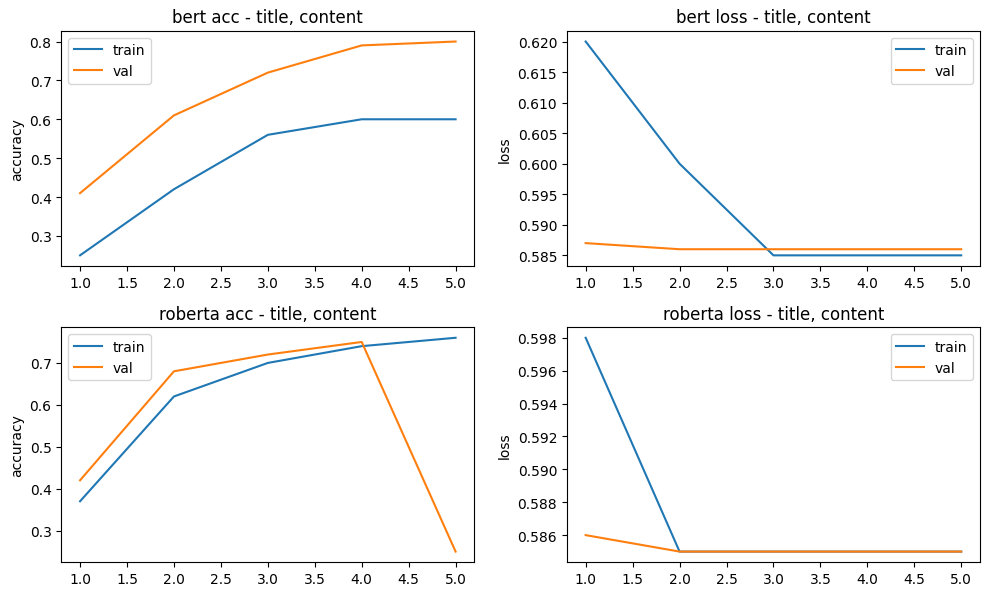 bert acc - title, content
accuracy
0.8
0.7
0.6
0.5
0.4
0.3
train
val
1.0 1.5 2.0 2.5 3.0 3.5 4.0 4.5 5.0
bert loss - title, content
loss
0.620
0.615
0.610
0.605
0.600
0.595
0.590
0.585
train
val
1.0 1.5 2.0 2.5 3.0 3.5 4.0 4.5 5.0
roberta acc - title, content
accuracy
0.7
0.6
0.5
0.4
0.3
train
val
1.0 1.5 2.0 2.5 3.0 3.5 4.0 4.5 5.0
roberta loss - title, content
loss
0.598
0.596
0.594
0.592
0.590
0.588
0.586
train
val
1.0 1.5 2.0 2.5 3.0 3.5 4.0 4.5 5.0